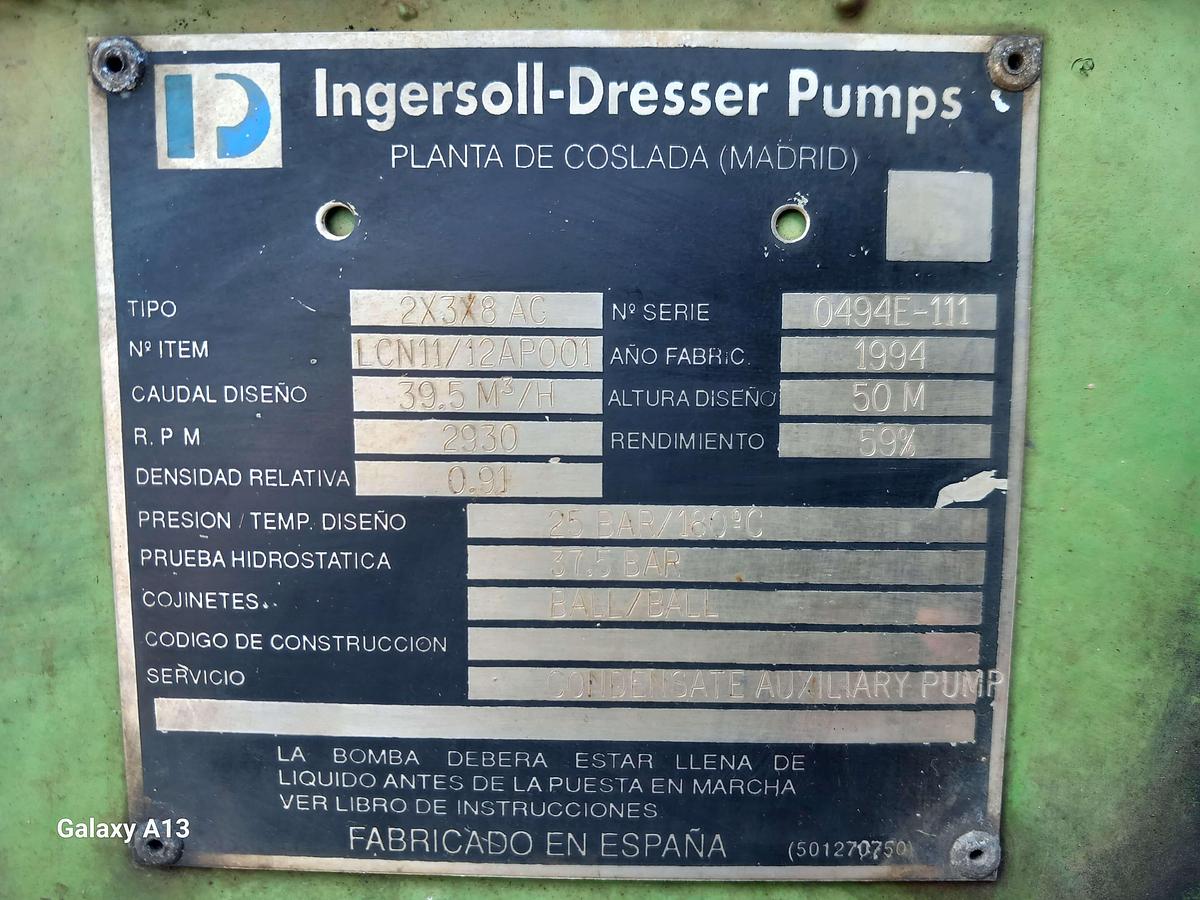 Ingersoll-Dresser Pumps
PLANTA DE COSLADA (MADRID)
TIPO 2X3X8 AC Nº SERIE 0494E-111
Nº ITEM LCN11/12AP001 AÑO FABRIC. 1994
CAUDAL DISEÑO 39.5 M³/H ALTURA DISEÑO 50 M
R.P M 2930 RENDIMIENTO 59%
DENSIDAD RELATIVA 0.91
PRESION / TEMP. DISEÑO 25 BAR/180ºC
PRUEBA HIDROSTATICA 37.5 BAR
COJINETES BALL/BALL
CODIGO DE CONSTRUCCION
SERVICIO CONDENSATE AUXILIARY PUMP
LA BOMBA DEBERA ESTAR LLENA DE
LIQUIDO ANTES DE LA PUESTA EN MARCHA
VER LIBRO DE INSTRUCCIONES
FABRICADO EN ESPAÑA (501270750)
Galaxy A13